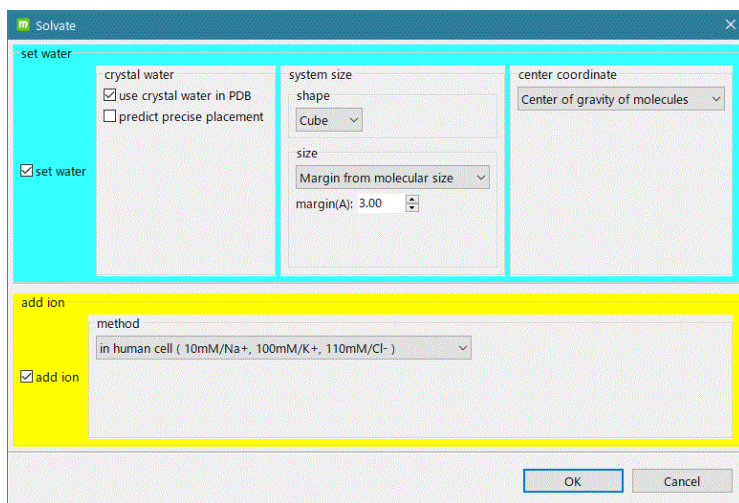 m Solvate
set water
crystal water
use crystal water in PDB
predict precise placement
set water
system size
shape
Cube
size
Margin from molecular size
margin(A): 3.00
center coordinate
Center of gravity of molecules
add ion
method
in human cell ( 10mM/Na+, 100mM/K+, 110mM/Cl- )
add ion
OK
Cancel